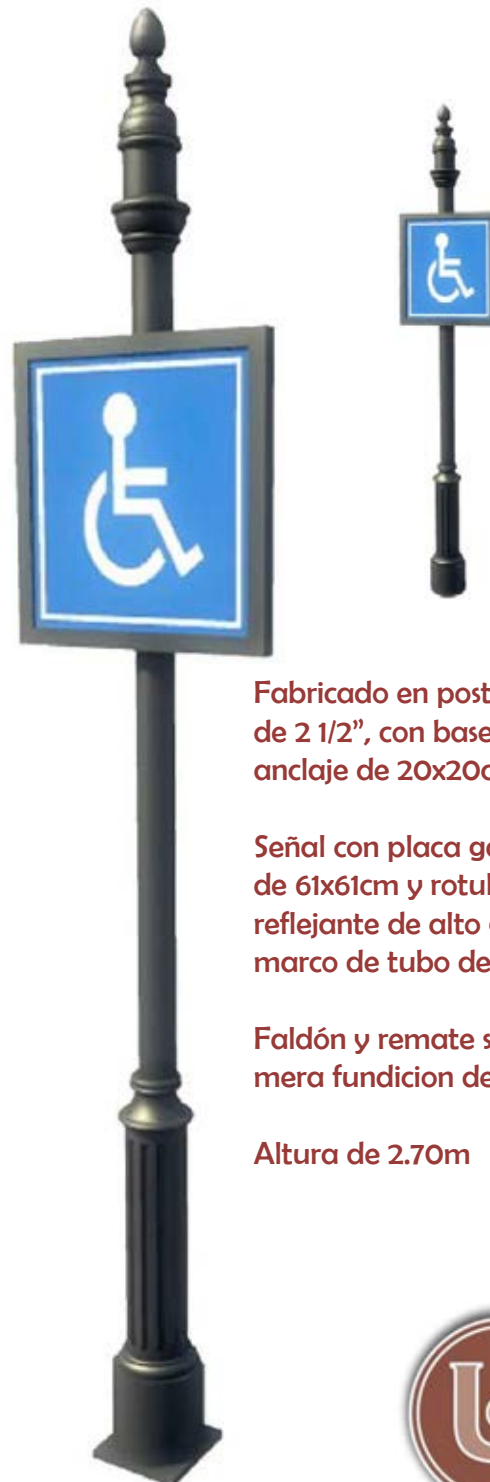 Fabricado en post
de 2 1/2”, con base
anclaje de 20x20c
Señal con placa ga
de 61x61cm y rotul
reflejante de alto
marco de tubo de
Faldón y remate s
mera fundicion de
Altura de 2.70m